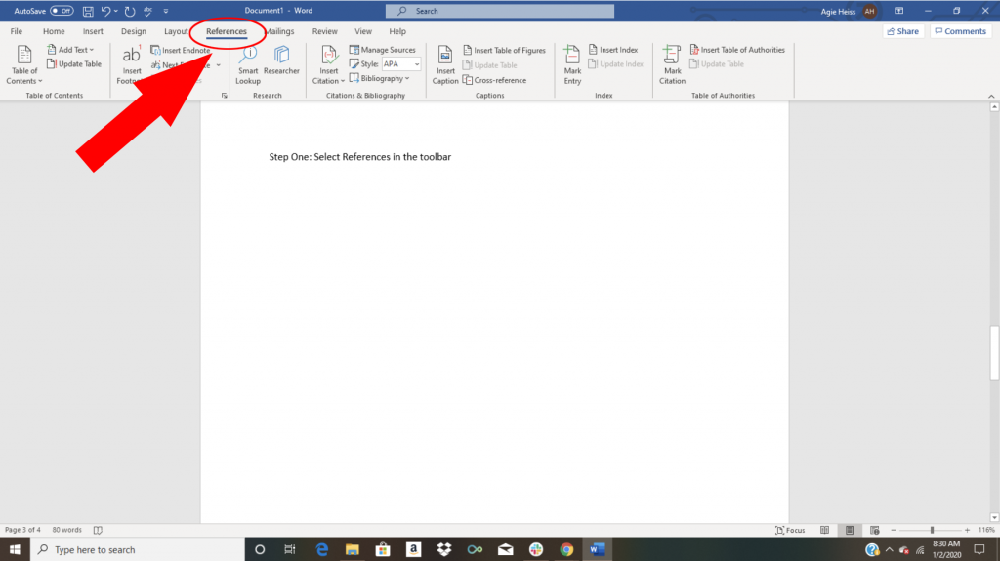 AutoSave Off Document1 - Word Search Agie Heiss AH
File Home Insert Design Layout References Mailings Review View Help Share Comments
Table of
Contents
Add Text
Update Table
Table of Contents
ab1
Insert
Insert Endnote
Next
Smart
Lookup
Researcher
Research
Insert
Citation
Manage Sources
Style: APA
Bibliography
Citations & Bibliography
Insert
Caption
Insert Table of Figures
Update Table
Cross-reference
Captions
Mark
Entry
Insert Index
Update Index
Index
Mark
Citation
Insert Table of Authorities
Update Table
Table of Authorities
Step One: Select References in the toolbar
Page 3 of 4 80 words Focus 116%
Type here to search
8:30 AM
1/2/2020